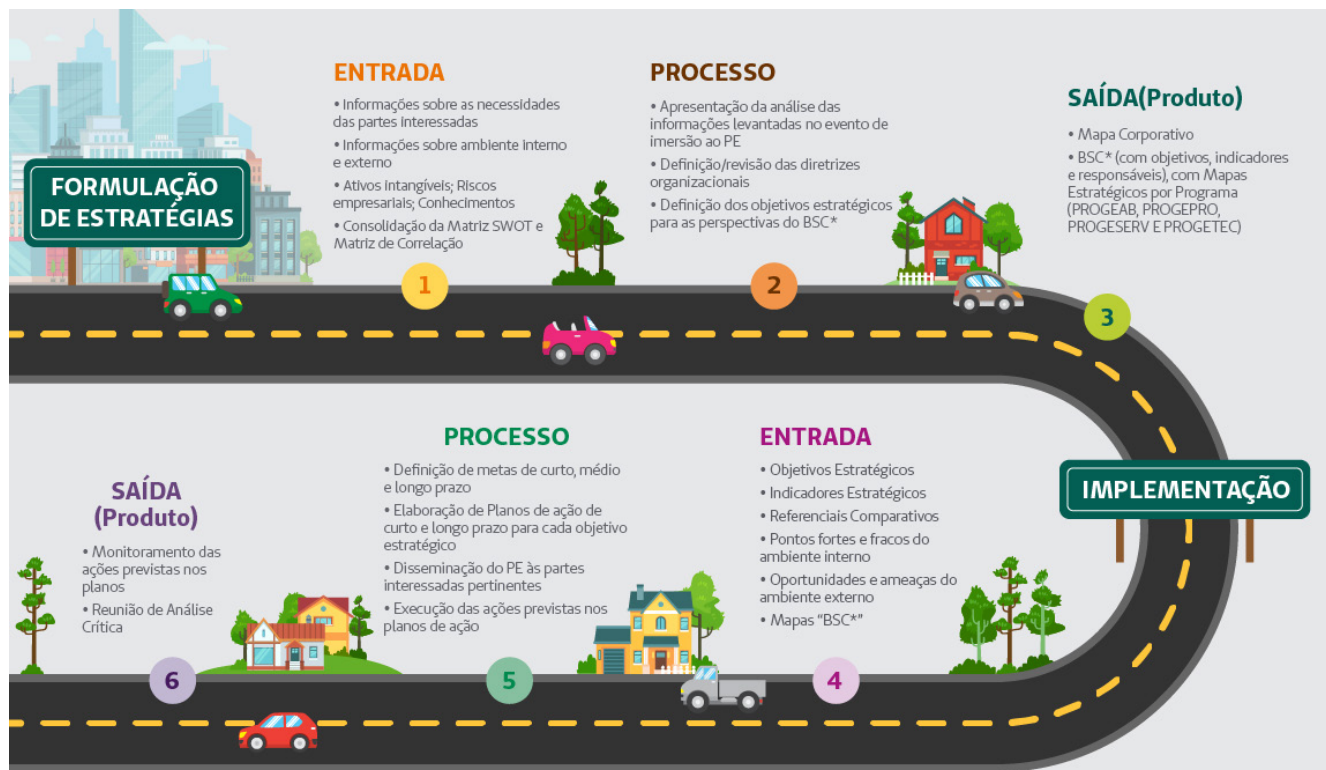 FORMULAÇÃO
DE ESTRATÉGIAS
ENTRADA
• Informações sobre as necessidades
das partes interessadas
• Informações sobre ambiente interno
e externo
• Ativos intangíveis; Riscos
empresariais; Conhecimentos
• Consolidação da Matriz SWOT e
Matriz de Correlação
1
PROCESSO
• Apresentação da análise das
informações levantadas no evento de
imersão ao PE
• Definição/revisão das diretrizes
organizacionais
• Definição dos objetivos estratégicos
para as perspectivas do BSC*
2
SAÍDA(Produto)
• Mapa Corporativo
• BSC* (com objetivos, indicadores
e responsáveis), com Mapas
Estratégicos por Programa
(PROGEAB, PROGEPRO,
PROGESERV E PROGETEC)
3
IMPLEMENTAÇÃO
ENTRADA
• Objetivos Estratégicos
• Indicadores Estratégicos
• Referenciais Comparativos
• Pontos fortes e fracos do
ambiente interno
• Oportunidades e ameaças do
ambiente externo
• Mapas “BSC*”
4
PROCESSO
• Definição de metas de curto, médio
e longo prazo
• Elaboração de Planos de ação de
curto e longo prazo para cada objetivo
estratégico
• Disseminação do PE às partes
interessadas pertinentes
• Execução das ações previstas nos
planos de ação
5
SAÍDA
(Produto)
• Monitoramento das
ações previstas nos
planos
• Reunião de Análise
Crítica
6